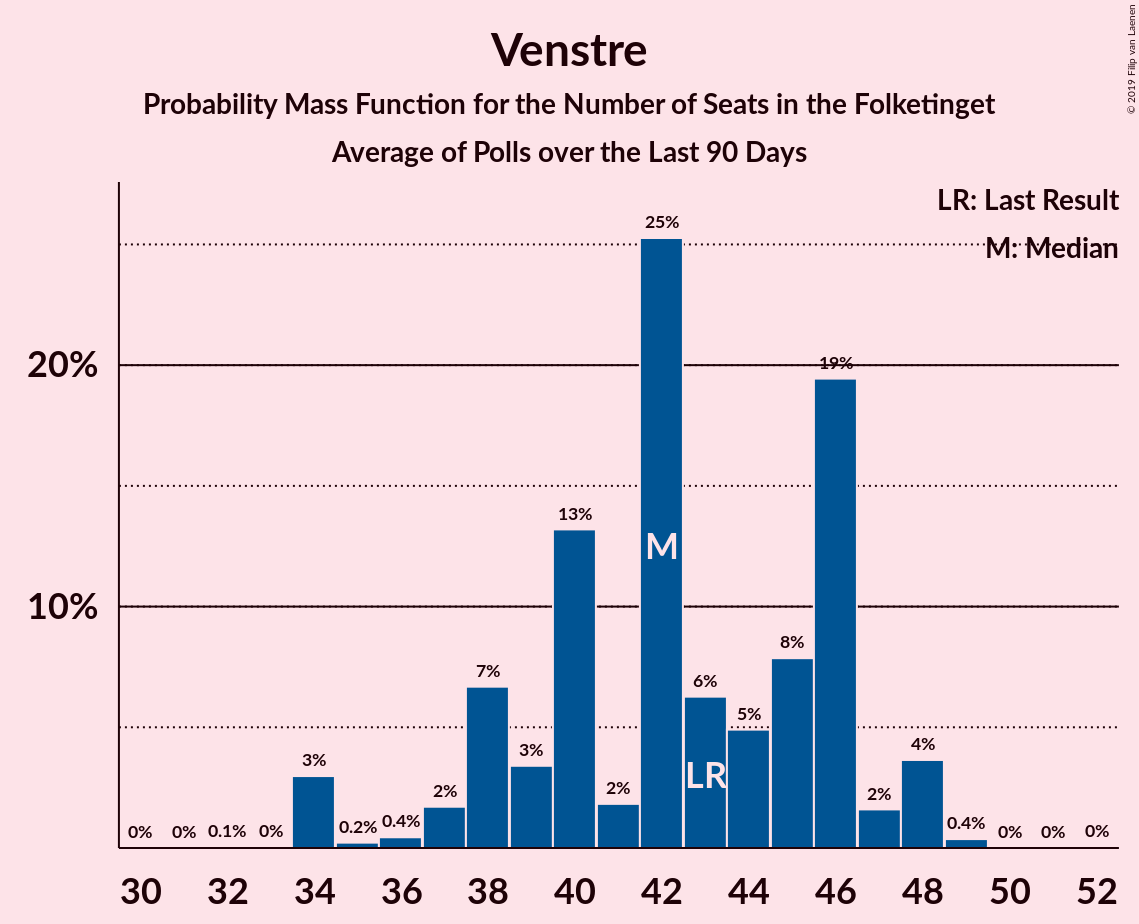 Venstre
Probability Mass Function for the Number of Seats in the Folketinget
Average of Polls over the Last 90 Days
© 2019 Filip van Laenen
LR: Last Result
M: Median
25%
20%
19%
13%
M
10%
8%
7%
6%
5%
3%
3%
4%
LR
2%
2%
2%
0%
0%
0.1%
0%
0.2%
0.4%
0.4%
0%
0%
0%
30 32 34 36 38 40 42 44 46 48 50 52